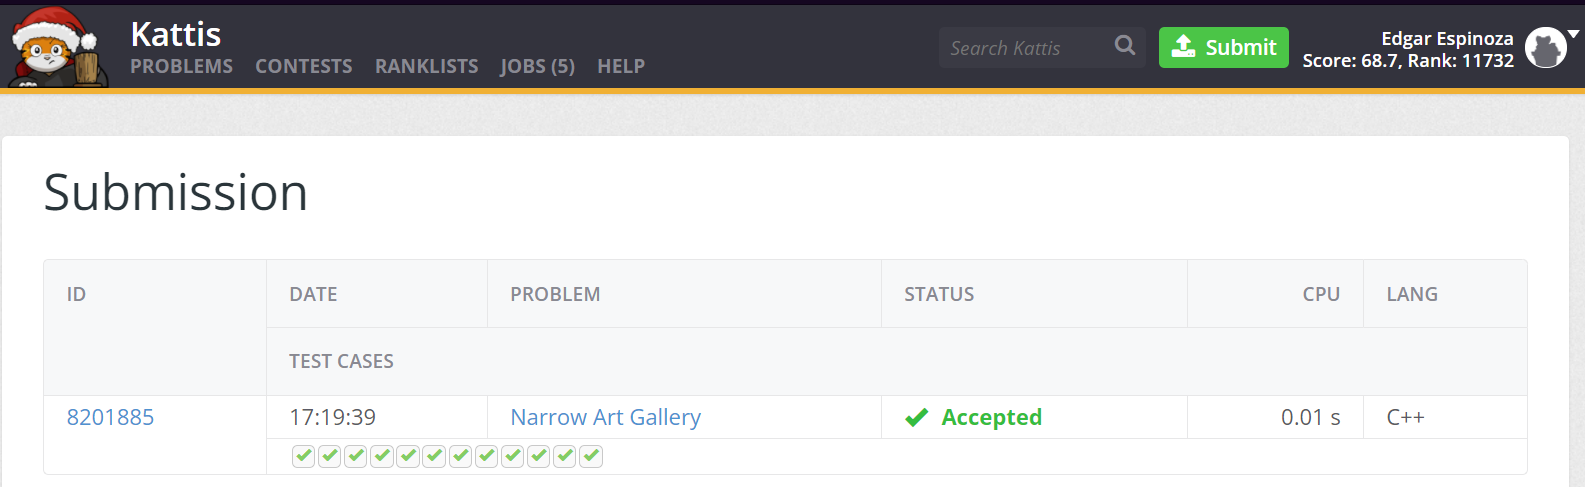 Kattis
PROBLEMS CONTESTS RANKLISTS JOBS (5) HELP
Search Kattis
Submit
Edgar Espinoza
Score: 68.7, Rank: 11732
Submission
ID DATE PROBLEM STATUS CPU LANG
TEST CASES
8201885 17:19:39 Narrow Art Gallery Accepted 0.01 s C++